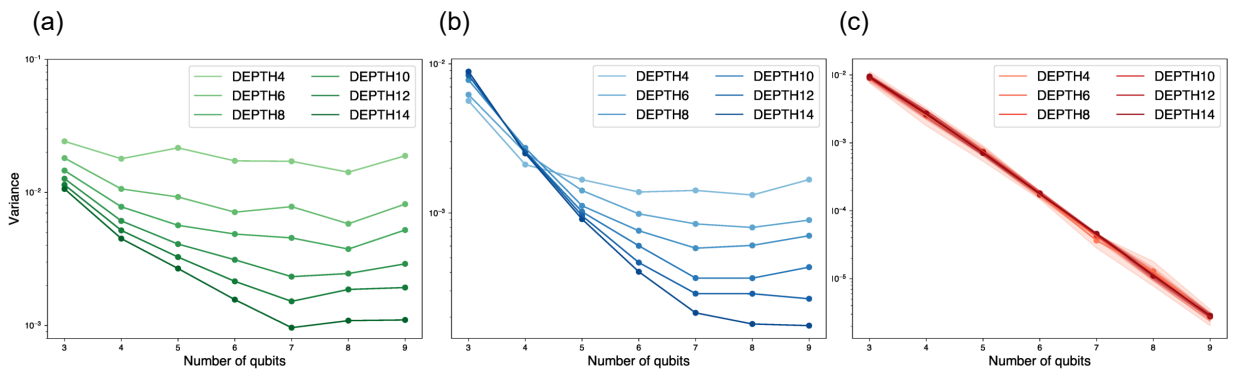 (a)
10⁻¹
10⁻²
10⁻³
Variance
DEPTH4
DEPTH6
DEPTH8
DEPTH10
DEPTH12
DEPTH14
3 4 5 6 7 8 9
Number of qubits
(b)
10⁻²
10⁻³
DEPTH4
DEPTH6
DEPTH8
DEPTH10
DEPTH12
DEPTH14
3 4 5 6 7 8 9
Number of qubits
(c)
10⁻²
10⁻³
10⁻⁴
10⁻⁵
DEPTH4
DEPTH6
DEPTH8
DEPTH10
DEPTH12
DEPTH14
3 4 5 6 7 8 9
Number of qubits